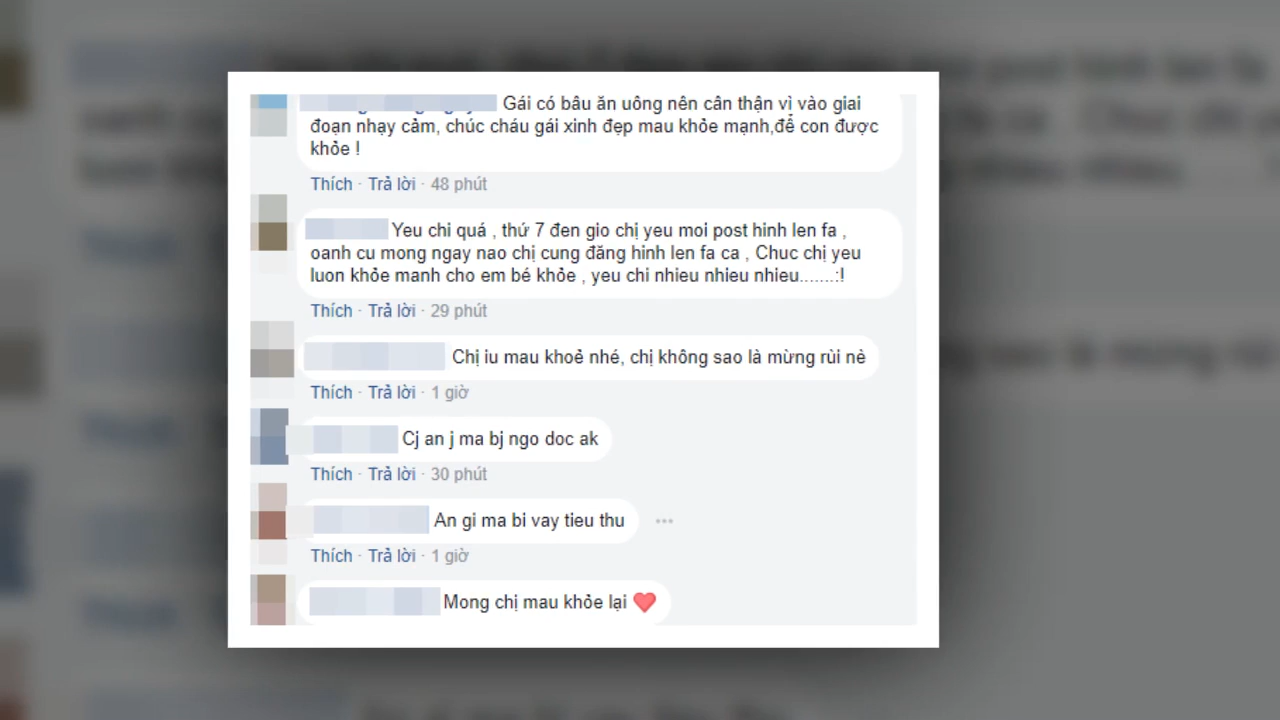 Gái có bâu ăn uông nên cân thận vị vào giai
đoạn nhạy cảm, chúc cháu gái xinh đẹp mau khỏe mạnh,để con được
khỏe !
Thích · Trả lời · 48 phút
Yeu chi quá , thứ 7 đen gio chị yeu moi post hinh len fa ,
oanh cu mong ngay nao chị cung đăng hinh len fa ca , Chuc chị yeu
luon khỏe manh cho em bé khỏe , yeu chi nhieu nhieu nhieu.......:!
Thích · Trả lời · 29 phút
Chị iu mau khoẻ nhé, chị không sao là mừng rùi nè
Thích · Trả lời · 1 giờ
Cj an j ma bj ngo doc ak
Thích · Trả lời · 30 phút
An gi ma bi vay tieu thu
Thích · Trả lời · 1 giờ
Mong chị mau khỏe lại ❤️